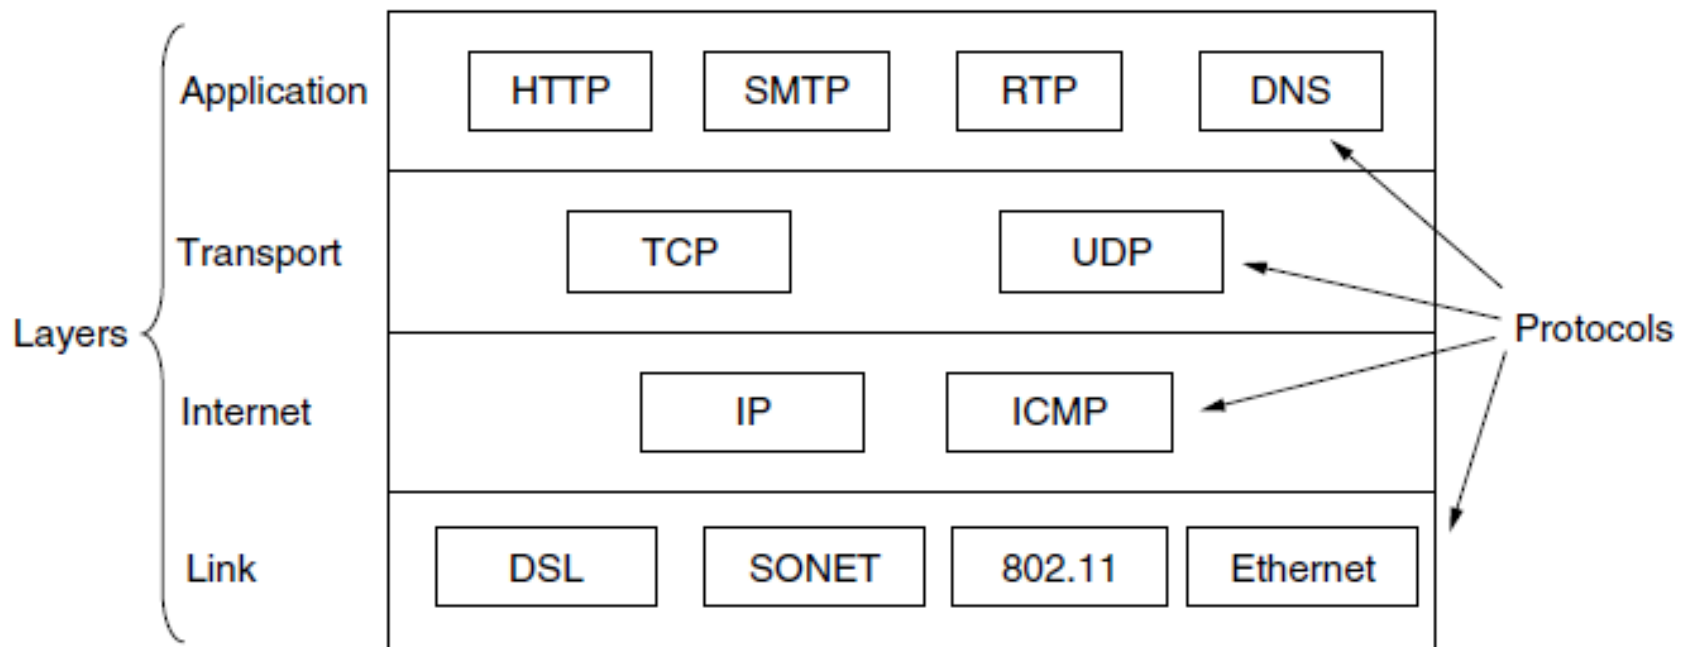 Application HTTP SMTP RTP DNS
Transport TCP UDP
Layers Protocols
Internet IP ICMP
Link DSL SONET 802.11 Ethernet